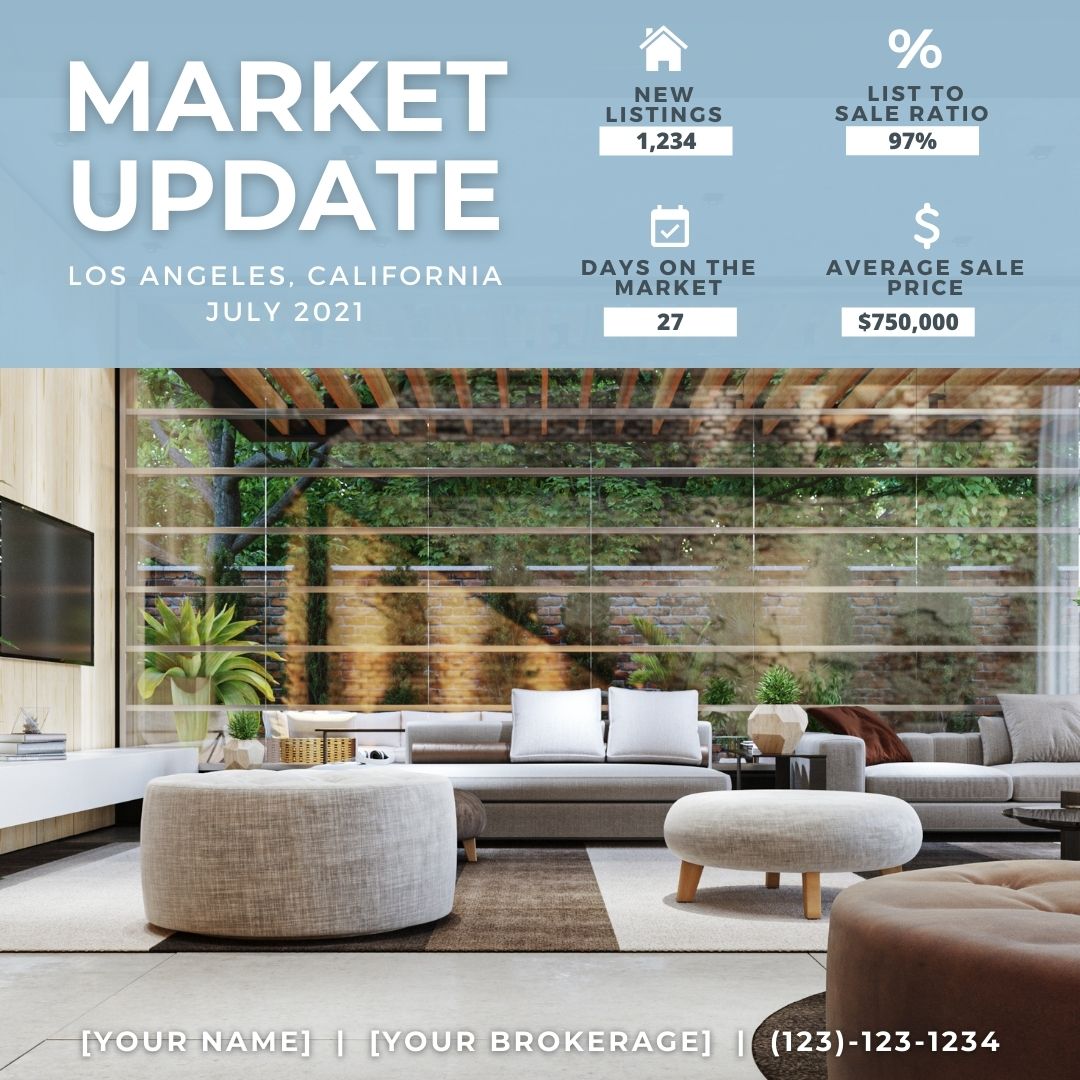 MARKET
UPDATE
LOS ANGELES, CALIFORNIA
JULY 2021
NEW
LISTINGS
1,234
%
LIST TO
SALE RATIO
97%
DAYS ON THE
MARKET
27
$
AVERAGE SALE
PRICE
$750,000
[YOUR NAME] | [YOUR BROKERAGE] | (123)-123-1234